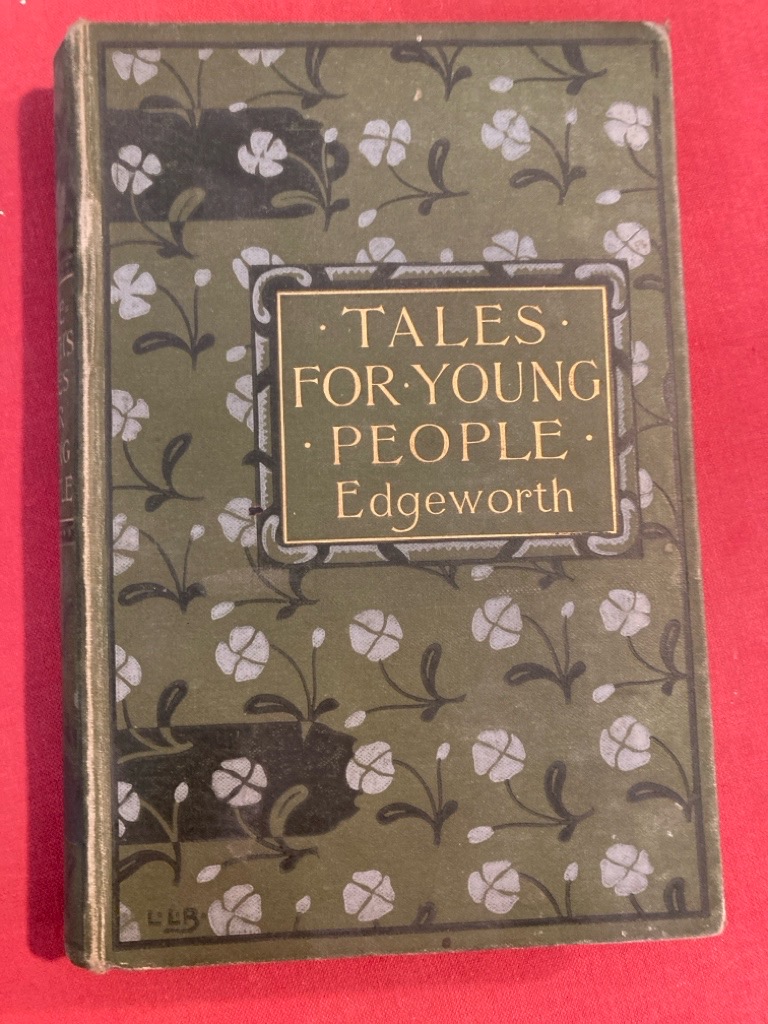 · TALES ·
FOR · YOUNG
· PEOPLE ·
Edgeworth